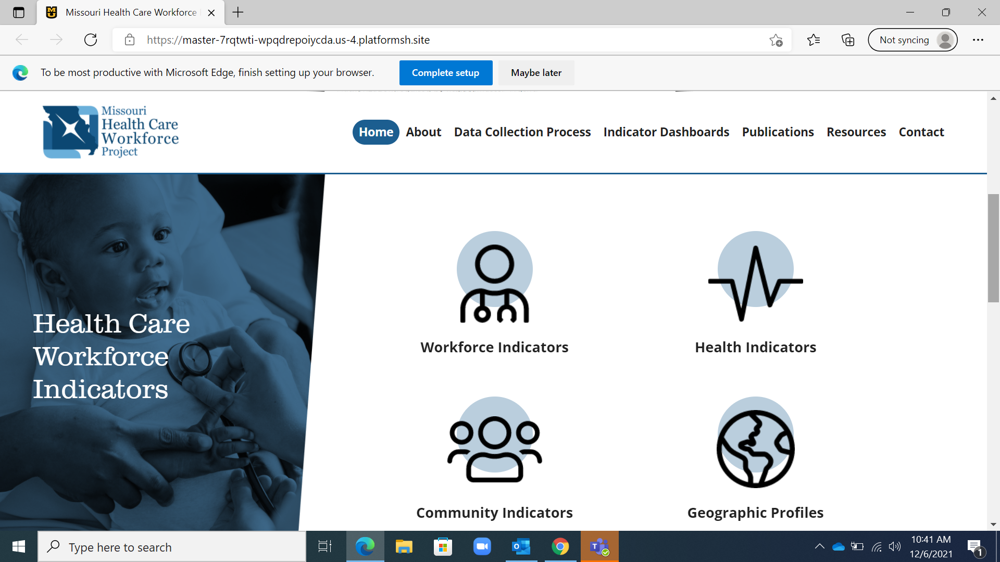 Missouri Health Care Workforce
https://master-7rqtwti-wpqdrepoiycda.us-4.platformsh.site
Not syncing
To be most productive with Microsoft Edge, finish setting up your browser.
Complete setup
Maybe later
Missouri
Health Care
Workforce
Project
Home
About
Data Collection Process
Indicator Dashboards
Publications
Resources
Contact
Health Care
Workforce
Indicators
Workforce Indicators
Health Indicators
Community Indicators
Geographic Profiles
Type here to search
10:41 AM
12/6/2021
1